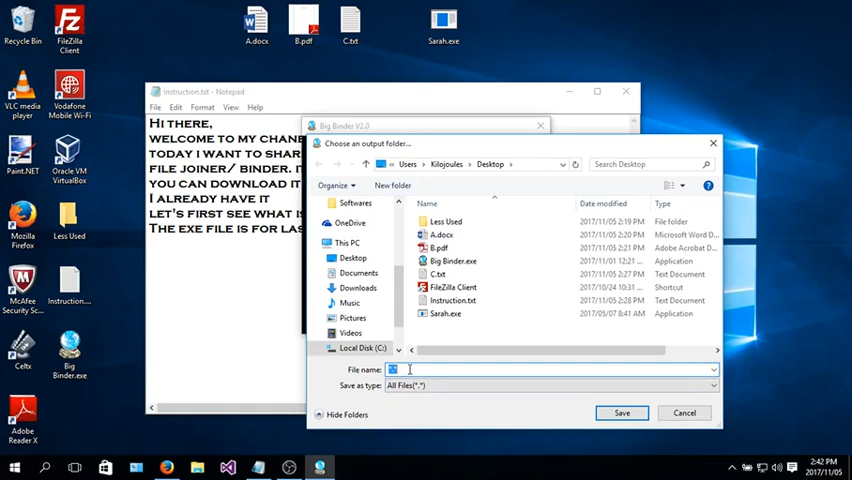 Recycle Bin
FileZilla Client
A.docx
B.pdf
C.txt
Sarah.exe
VLC media player
Vodafone Mobile Wi-Fi
Paint.NET
Oracle VM VirtualBox
Mozilla Firefox
Less Used
McAfee Security Sc...
Instruction....
Celtx
Big Binder.exe
Adobe Reader X
Instruction.txt - Notepad
File Edit Format View Help
Hi there,
welcome to my chane
today i want to share
file joiner/ binder. i
you can download it
i already have it
let's first see what is
The exe file is for las
Big Binder V2.0
Choose an output folder...
« Users > Kilojoules > Desktop >
Search Desktop
Organize
New folder
Softwares
OneDrive
This PC
Desktop
Documents
Downloads
Music
Pictures
Videos
Local Disk (C:)
Name Date modified Type
Less Used 2017/11/05 2:19 PM File folder
A.docx 2017/11/05 2:20 PM Microsoft Word D...
B.pdf 2017/11/05 2:21 PM Adobe Acrobat D...
Big Binder.exe 2017/11/01 12:21 ... Application
C.txt 2017/11/05 2:27 PM Text Document
FileZilla Client 2017/10/24 10:31 ... Shortcut
Instruction.txt 2017/11/05 2:28 PM Text Document
Sarah.exe 2017/05/07 8:41 AM Application
File name: *.*
Save as type: All Files(*.*)
Hide Folders
Save
Cancel
2:42 PM
2017/11/05